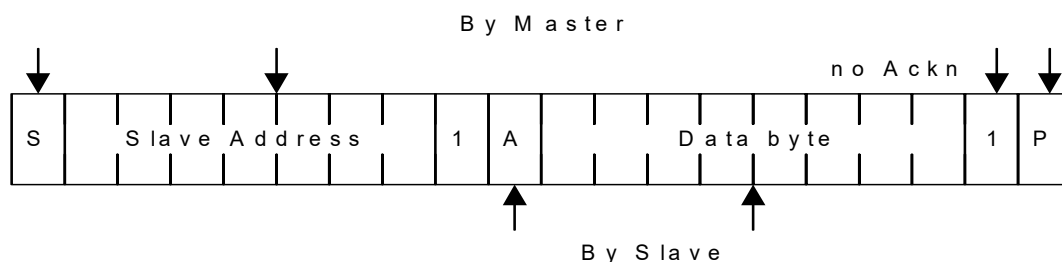 By Master
no Ackn
S Slave Address 1 A Data byte 1 P
By Slave